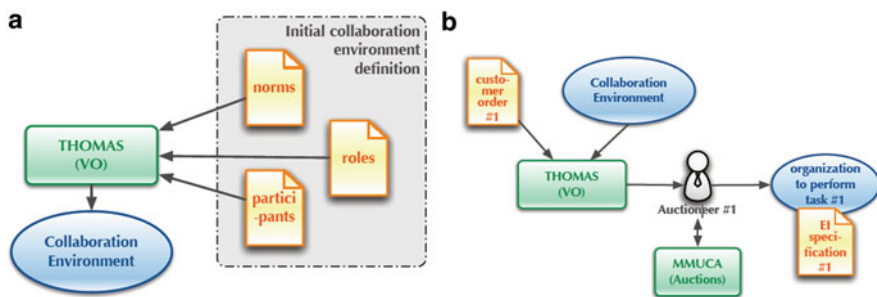 a
Initial collaboration
environment
definition
norms
roles
partici
-pants
THOMAS
(VO)
Collaboration
Environment
b
custo-
mer
order #1
Collaboration
Environment
THOMAS
(VO)
Auctioneer #1
organization
to perform
task #1
EI
speci-
fication
#1
MMUCA
(Auctions)